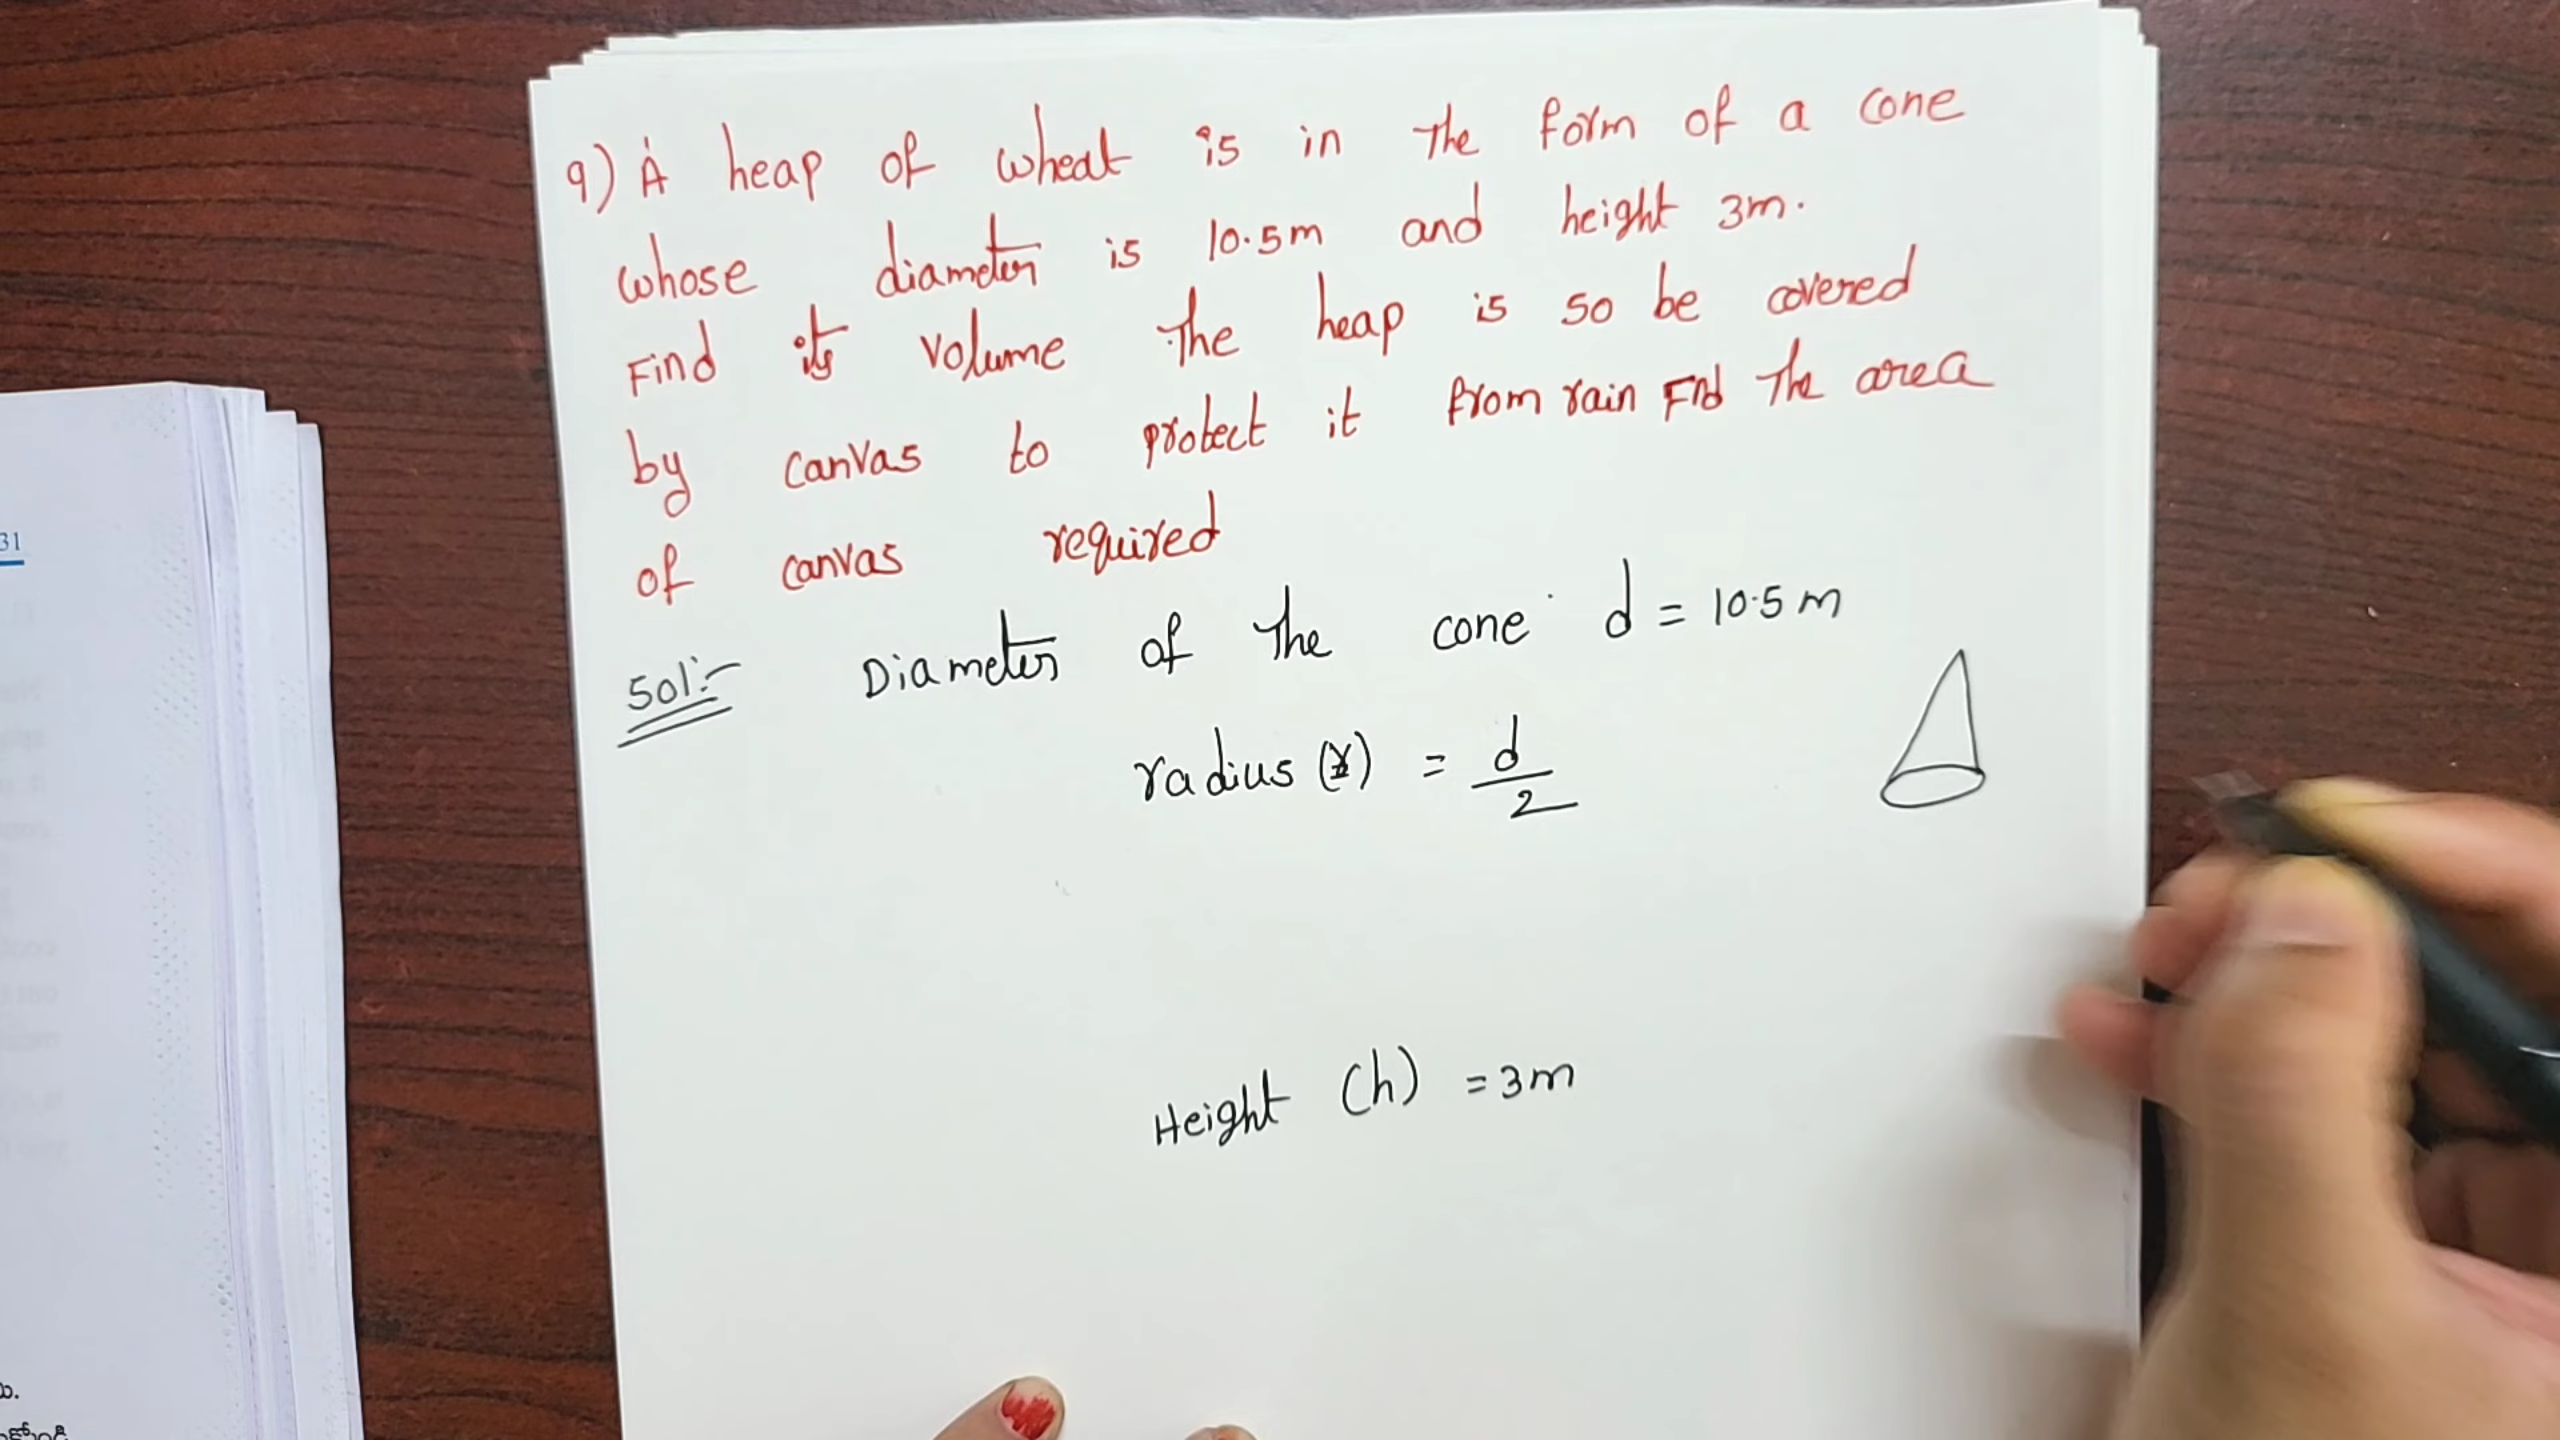 31
ము.
9) A heap of wheat is in the form of a cone
whose diameter is 10.5m and height 3m.
Find its volume The heap is so be covered
by canvas to protect it from rain Find the area
of canvas required
Sol:- Diameter of The cone d = 10.5 m
radius (r) = d/2
Height (h) = 3m